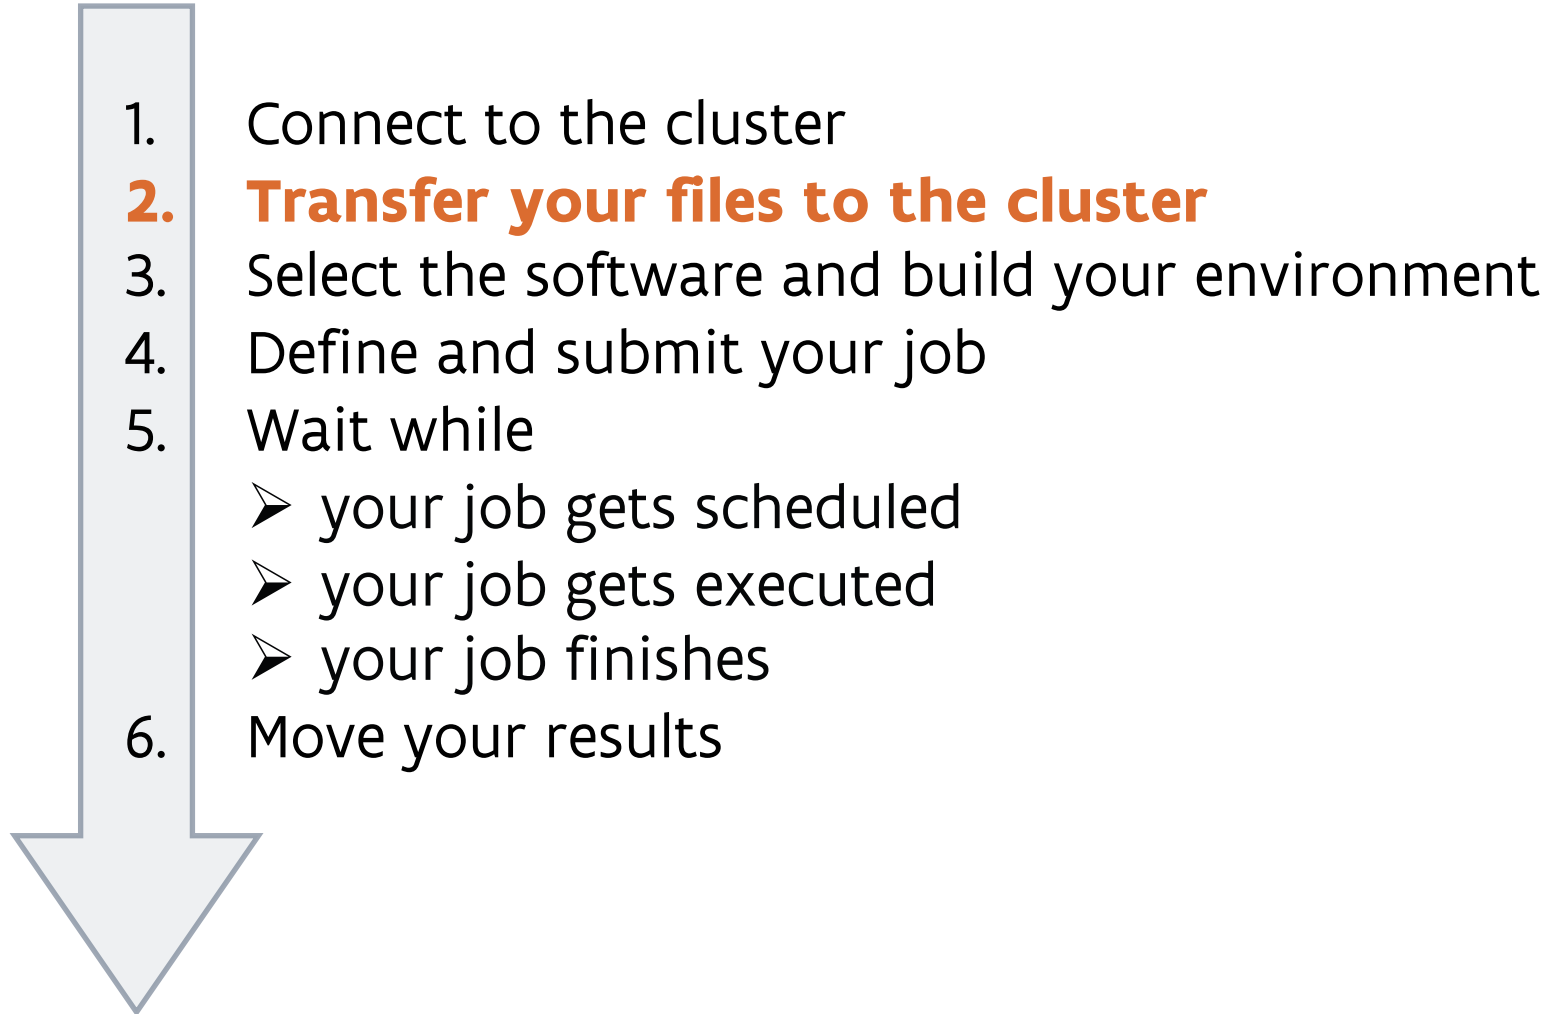 1. Connect to the cluster
2. Transfer your files to the cluster
3. Select the software and build your environment
4. Define and submit your job
5. Wait while
➢ your job gets scheduled
➢ your job gets executed
➢ your job finishes
6. Move your results